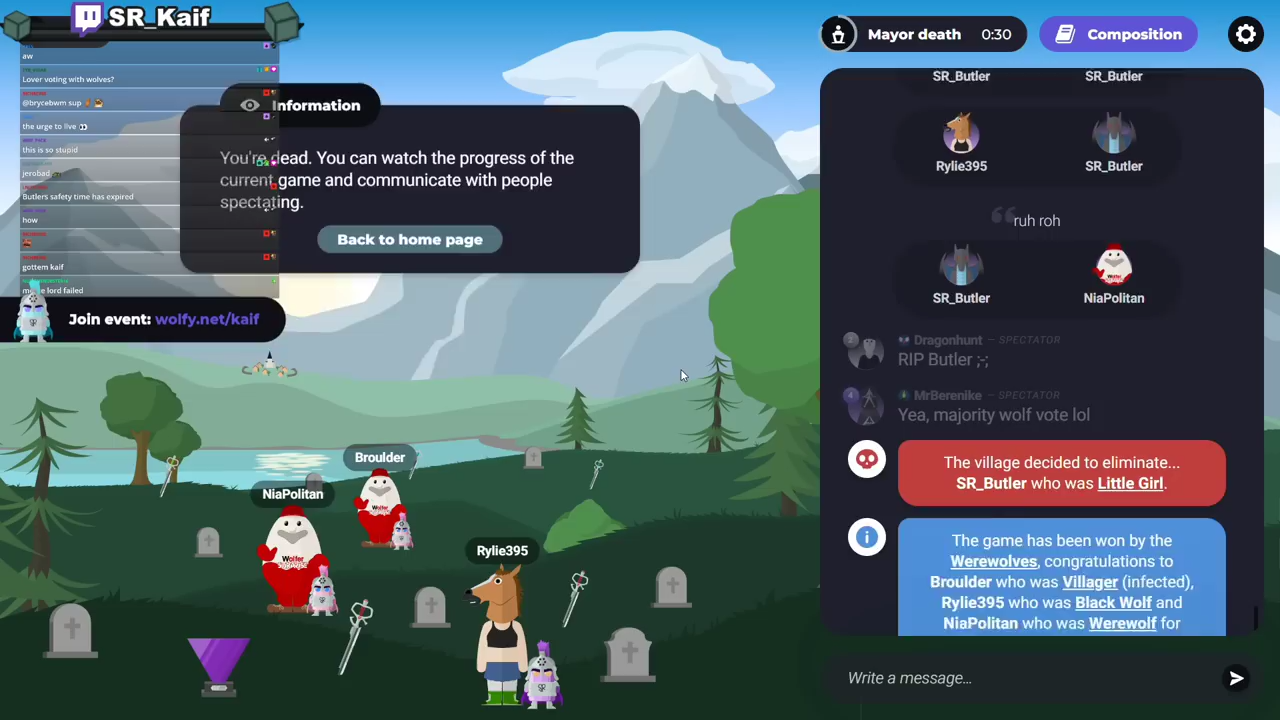 SR_Kaif
aw
Lover voting with wolves?
@brycebwm sup
the urge to live
this is so stupid
jerobad
Butlers safety time has expired
how
gottem kaif
lord failed
Join event: wolfy.net/kaif
Information
You're dead. You can watch the progress of the
current game and communicate with people
spectating.
Back to home page
Mayor death 0:30
Composition
SR_Butler SR_Butler
Rylie395 SR_Butler
ruh roh
SR_Butler NiaPolitan
2 Dragonhunt — SPECTATOR
RIP Butler ;-;
4 MrBerenike — SPECTATOR
Yea, majority wolf vote lol
The village decided to eliminate...
SR_Butler who was Little Girl.
The game has been won by the
Werewolves, congratulations to
Broulder who was Villager (infected),
Rylie395 who was Black Wolf and
NiaPolitan who was Werewolf for
Write a message...
Broulder
NiaPolitan
Rylie395
Wolfer
Wolfer